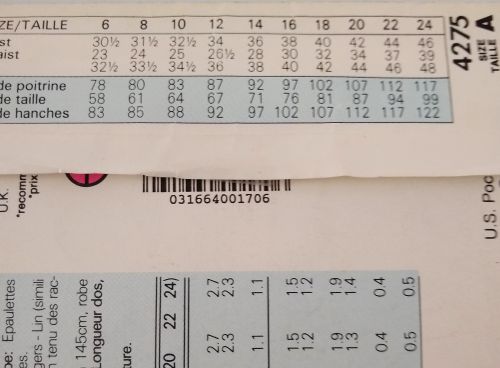 ZE/TAILLE 6 8 10 12 14 16 18 20 22 24
st 30½ 31½ 32½ 34 36 38 40 42 44 46
aist 23 24 25 26½ 28 30 32 34 37 39
32½ 33½ 34½ 36 38 40 42 44 46 48
de poitrine 78 80 83 87 92 97 102 107 112 117
de taille 58 61 64 67 71 76 81 87 94 99
de hanches 83 85 88 92 97 102 107 112 117 122
4275
SIZE
TAILLE
A
U.K.
*recomm
*prix
031664001706
U.S. Poc
pe: Epaulettes
gers - Lin (simili
n tenu des rac-
145cm, robe
Longueur dos,
ture.
20 22 24)
2.7 2.7
2.3 2.3
1.1 1.1
1.5 1.5
1.2 1.2
1.9 1.9
1.3 1.4
0.4 0.4
0.5 0.5